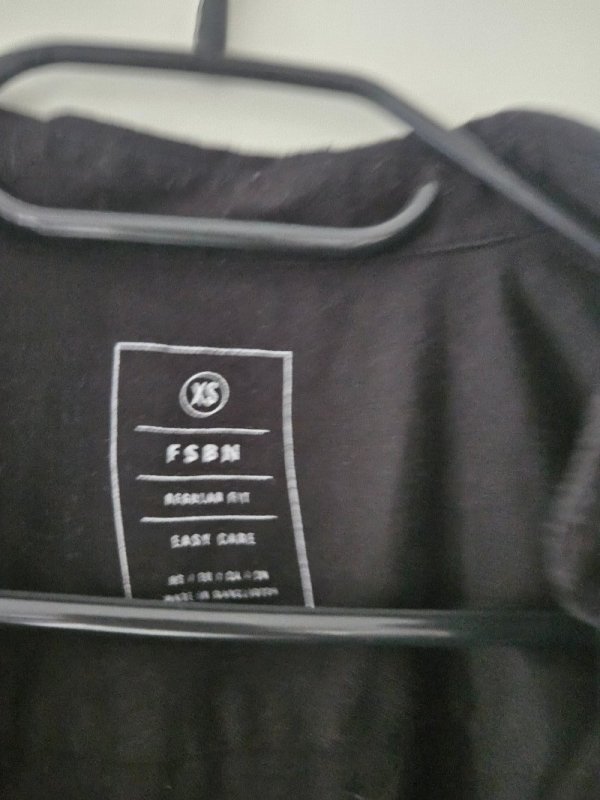 XS
FSBN
REGULAR FIT
EASY CARE
MADE IN BANGLADESH